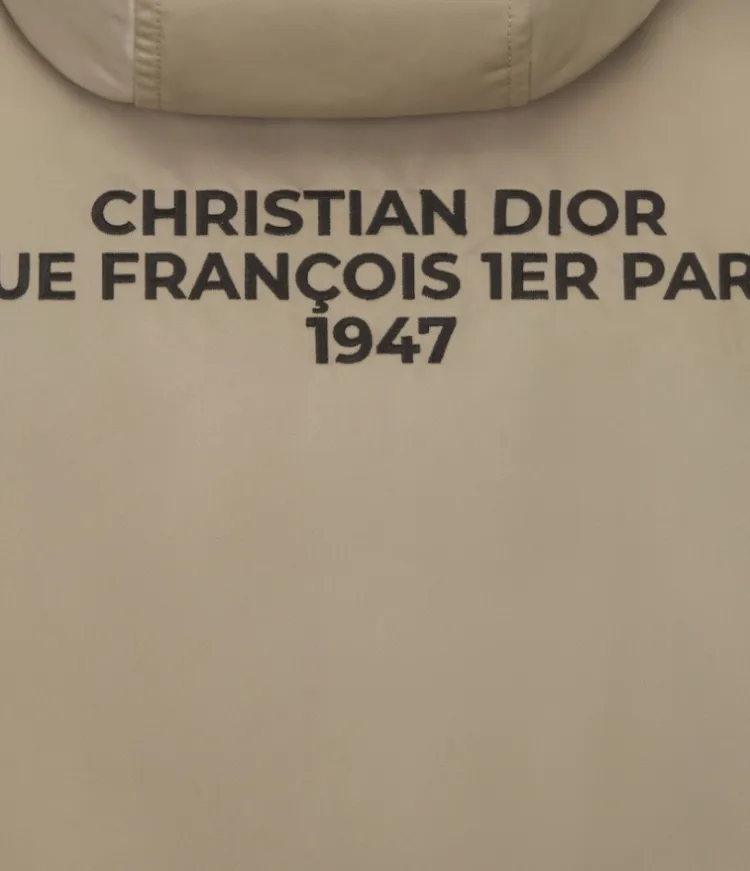 CHRISTIAN DIOR
UE FRANÇOIS 1ER PAR
1947